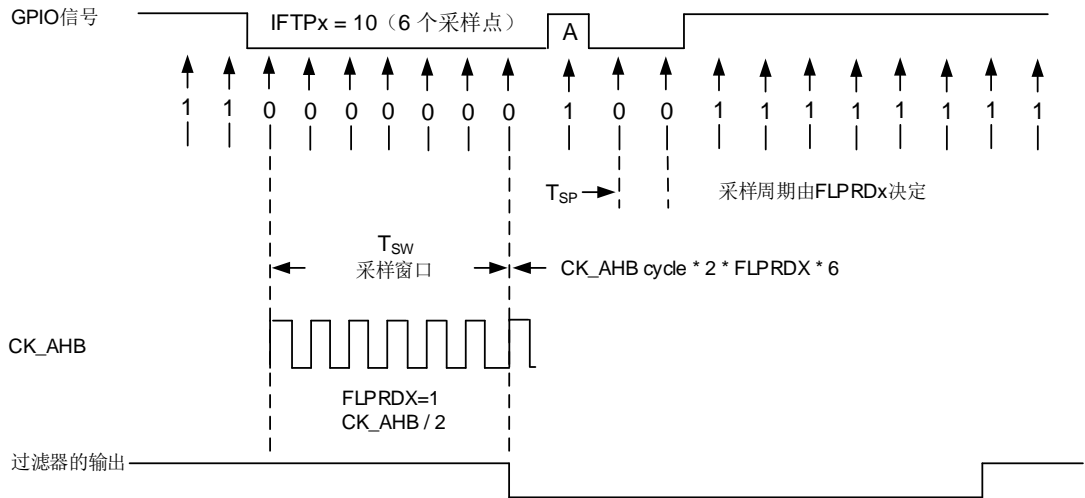 GPIO信号
IFTPx = 10（6 个采样点）
A
1 1 0 0 0 0 0 0 0 1 0 0 1 1 1 1 1 1 1 1
TSP
采样周期由FLPRDx决定
TSW
采样窗口
CK_AHB cycle * 2 * FLPRDX * 6
CK_AHB
FLPRDX=1
CK_AHB / 2
过滤器的输出